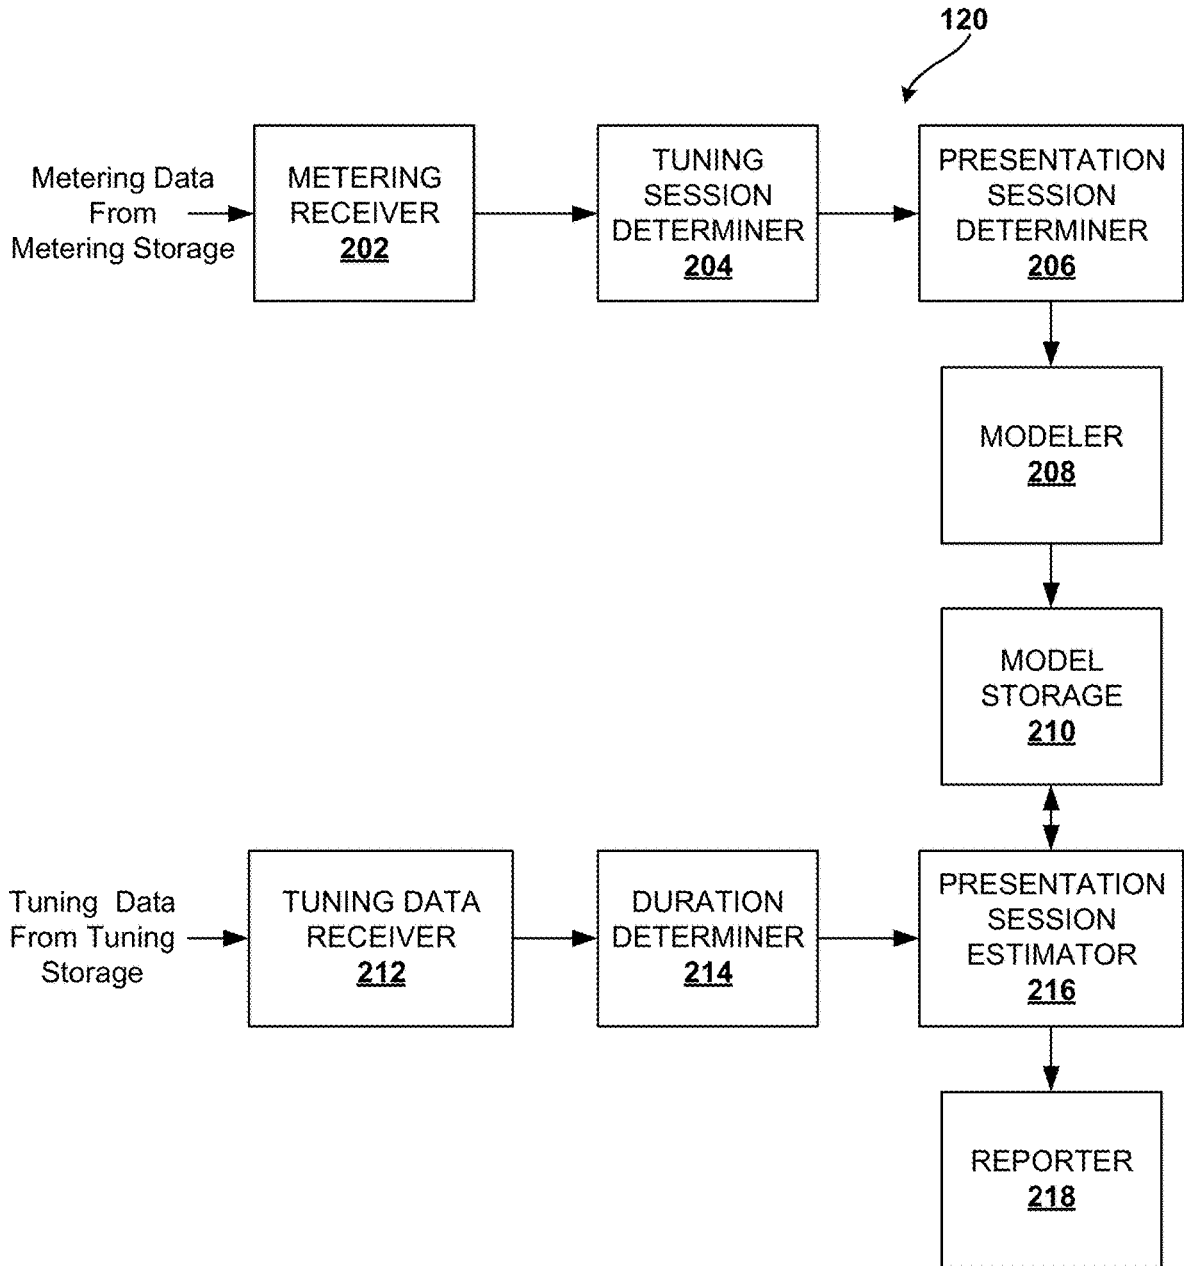 120
Metering Data
From
Metering Storage
METERING
RECEIVER
202
TUNING
SESSION
DETERMINER
204
PRESENTATION
SESSION
DETERMINER
206
MODELER
208
MODEL
STORAGE
210
Tuning Data
From Tuning
Storage
TUNING DATA
RECEIVER
212
DURATION
DETERMINER
214
PRESENTATION
SESSION
ESTIMATOR
216
REPORTER
218